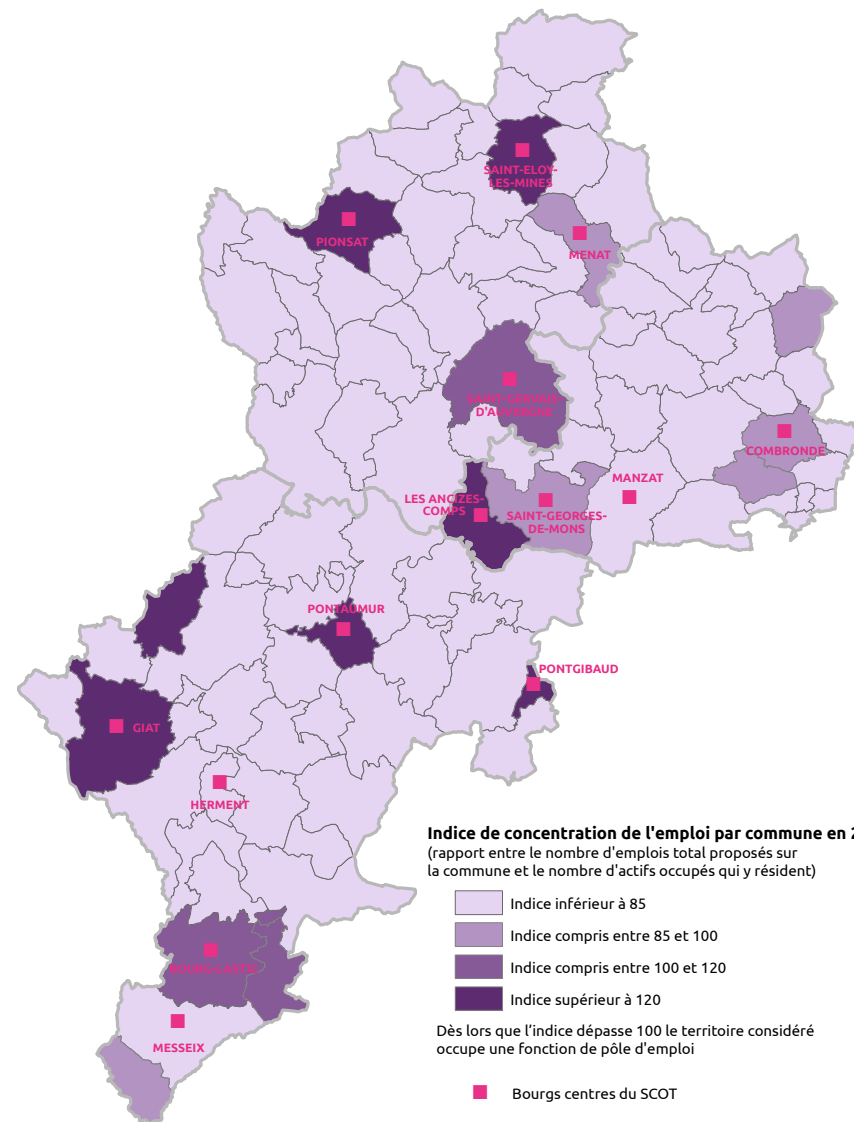 SAINT-ELOY-
LES-MINES
PIONSAT
MENAT
SAINT-GERVAIS
D'AUVERGNE
COMBRONDE
MANZAT
LES ANCIZES-
COMPS
SAINT-GEORGES-
DE-MONS
PONTAUMUR
PONTGIBAUD
GIAT
HERMENT
BOURG-LASTIC
MESSEIX
Indice de concentration de l'emploi par commune en 2
(rapport entre le nombre d'emplois total proposés sur
la commune et le nombre d'actifs occupés qui y résident)
Indice inférieur à 85
Indice compris entre 85 et 100
Indice compris entre 100 et 120
Indice supérieur à 120
Dès lors que l'indice dépasse 100 le territoire considéré
occupe une fonction de pôle d'emploi
Bourgs centres du SCOT